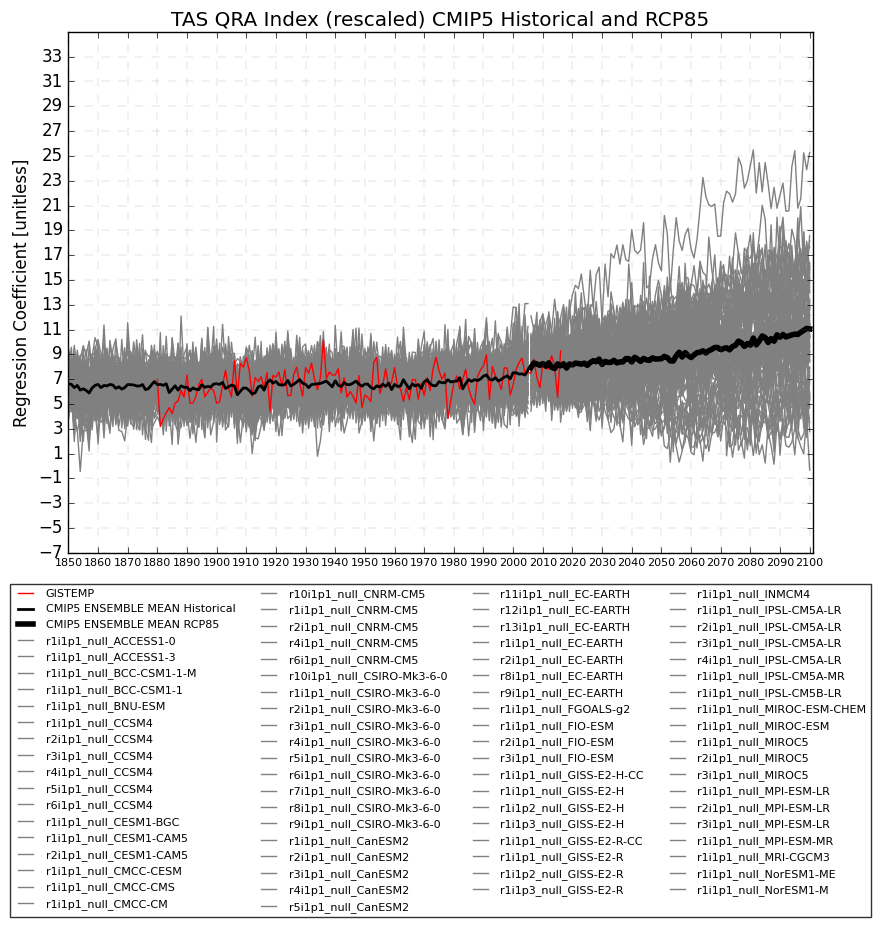 TAS QRA Index (rescaled) CMIP5 Historical and RCP85
Regression Coefficient [unitless]
33
31
29
27
25
23
21
19
17
15
13
11
9
7
5
3
1
−1
−3
−5
−7
1850 1860 1870 1880 1890 1900 1910 1920 1930 1940 1950 1960 1970 1980 1990 2000 2010 2020 2030 2040 2050 2060 2070 2080 2090 2100
GISTEMP
CMIP5 ENSEMBLE MEAN Historical
CMIP5 ENSEMBLE MEAN RCP85
r1i1p1_null_ACCESS1-0
r1i1p1_null_ACCESS1-3
r1i1p1_null_BCC-CSM1-1-M
r1i1p1_null_BCC-CSM1-1
r1i1p1_null_BNU-ESM
r1i1p1_null_CCSM4
r2i1p1_null_CCSM4
r3i1p1_null_CCSM4
r4i1p1_null_CCSM4
r5i1p1_null_CCSM4
r6i1p1_null_CCSM4
r1i1p1_null_CESM1-BGC
r1i1p1_null_CESM1-CAM5
r2i1p1_null_CESM1-CAM5
r1i1p1_null_CMCC-CESM
r1i1p1_null_CMCC-CMS
r1i1p1_null_CMCC-CM
r10i1p1_null_CNRM-CM5
r1i1p1_null_CNRM-CM5
r2i1p1_null_CNRM-CM5
r4i1p1_null_CNRM-CM5
r6i1p1_null_CNRM-CM5
r10i1p1_null_CSIRO-Mk3-6-0
r1i1p1_null_CSIRO-Mk3-6-0
r2i1p1_null_CSIRO-Mk3-6-0
r3i1p1_null_CSIRO-Mk3-6-0
r4i1p1_null_CSIRO-Mk3-6-0
r5i1p1_null_CSIRO-Mk3-6-0
r6i1p1_null_CSIRO-Mk3-6-0
r7i1p1_null_CSIRO-Mk3-6-0
r8i1p1_null_CSIRO-Mk3-6-0
r9i1p1_null_CSIRO-Mk3-6-0
r1i1p1_null_CanESM2
r2i1p1_null_CanESM2
r3i1p1_null_CanESM2
r4i1p1_null_CanESM2
r5i1p1_null_CanESM2
r11i1p1_null_EC-EARTH
r12i1p1_null_EC-EARTH
r13i1p1_null_EC-EARTH
r1i1p1_null_EC-EARTH
r2i1p1_null_EC-EARTH
r8i1p1_null_EC-EARTH
r9i1p1_null_EC-EARTH
r1i1p1_null_FGOALS-g2
r1i1p1_null_FIO-ESM
r2i1p1_null_FIO-ESM
r3i1p1_null_FIO-ESM
r1i1p1_null_GISS-E2-H-CC
r1i1p1_null_GISS-E2-H
r1i1p2_null_GISS-E2-H
r1i1p3_null_GISS-E2-H
r1i1p1_null_GISS-E2-R-CC
r1i1p1_null_GISS-E2-R
r1i1p2_null_GISS-E2-R
r1i1p3_null_GISS-E2-R
r1i1p1_null_INMCM4
r1i1p1_null_IPSL-CM5A-LR
r2i1p1_null_IPSL-CM5A-LR
r3i1p1_null_IPSL-CM5A-LR
r4i1p1_null_IPSL-CM5A-LR
r1i1p1_null_IPSL-CM5A-MR
r1i1p1_null_IPSL-CM5B-LR
r1i1p1_null_MIROC-ESM-CHEM
r1i1p1_null_MIROC-ESM
r1i1p1_null_MIROC5
r2i1p1_null_MIROC5
r3i1p1_null_MIROC5
r1i1p1_null_MPI-ESM-LR
r2i1p1_null_MPI-ESM-LR
r3i1p1_null_MPI-ESM-LR
r1i1p1_null_MPI-ESM-MR
r1i1p1_null_MRI-CGCM3
r1i1p1_null_NorESM1-ME
r1i1p1_null_NorESM1-M